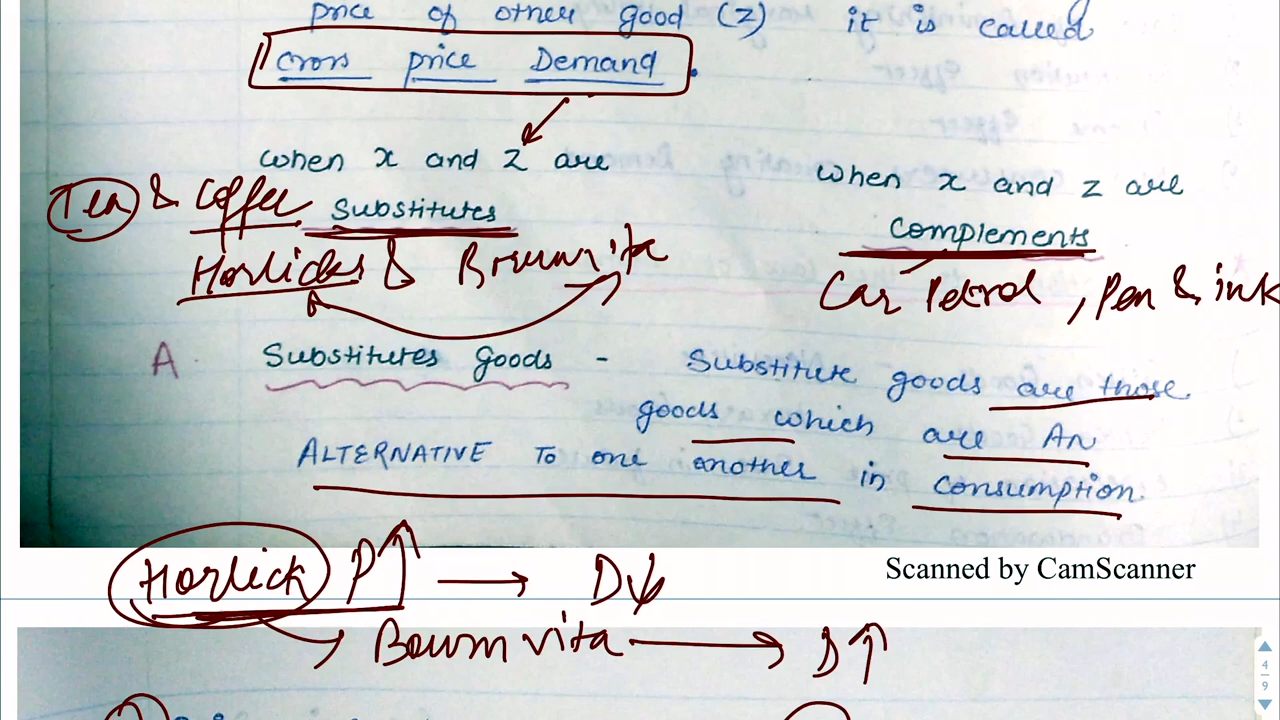 price of other good (z) it is called
cross price Demand.
when x and z are
when x and z are
Tea & Coffee Substitutes
Complements
Horlicks & Bournvita
Car Petrol, Pen & ink
A Substitutes goods - Substitute goods are those
goods which are AN
ALTERNATIVE TO one another in consumption.
Horlick P↑ → D↓
Scanned by CamScanner
Bournvita → D↑
4
9